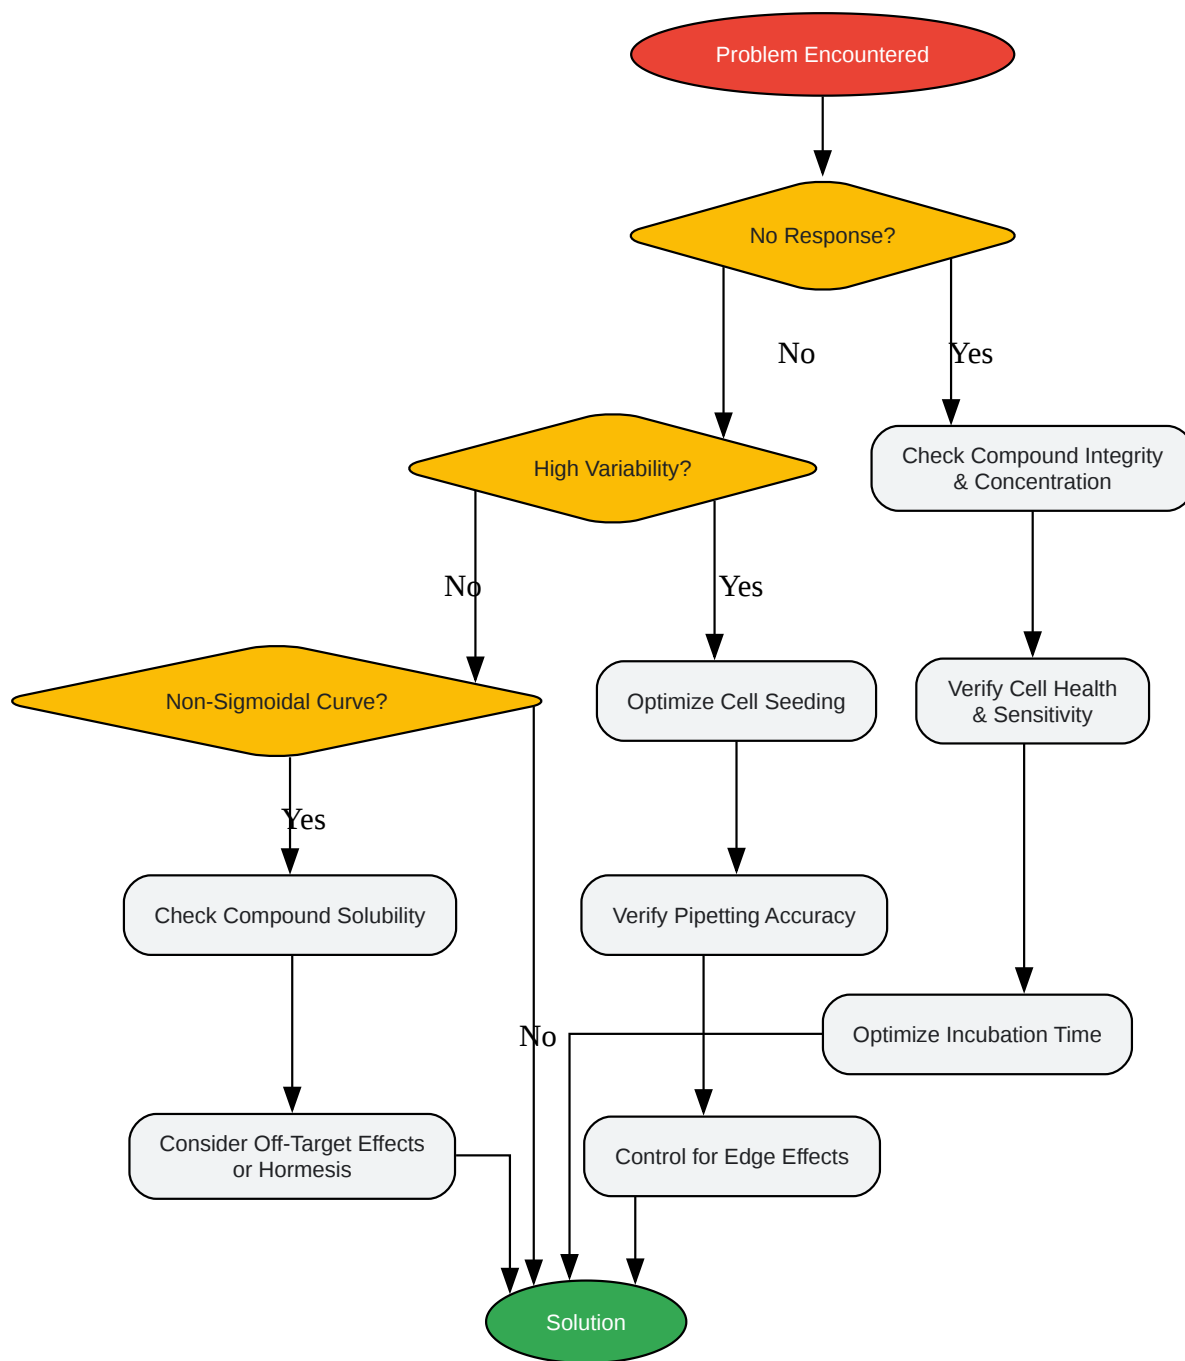 Problem Encountered
No Response?
No
Yes
High Variability?
Check Compound Integrity
& Concentration
No
Yes
Non-Sigmoidal Curve?
Optimize Cell Seeding
Verify Cell Health
& Sensitivity
Yes
Check Compound Solubility
Verify Pipetting Accuracy
No
Optimize Incubation Time
Consider Off-Target Effects
or Hormesis
Control for Edge Effects
Solution